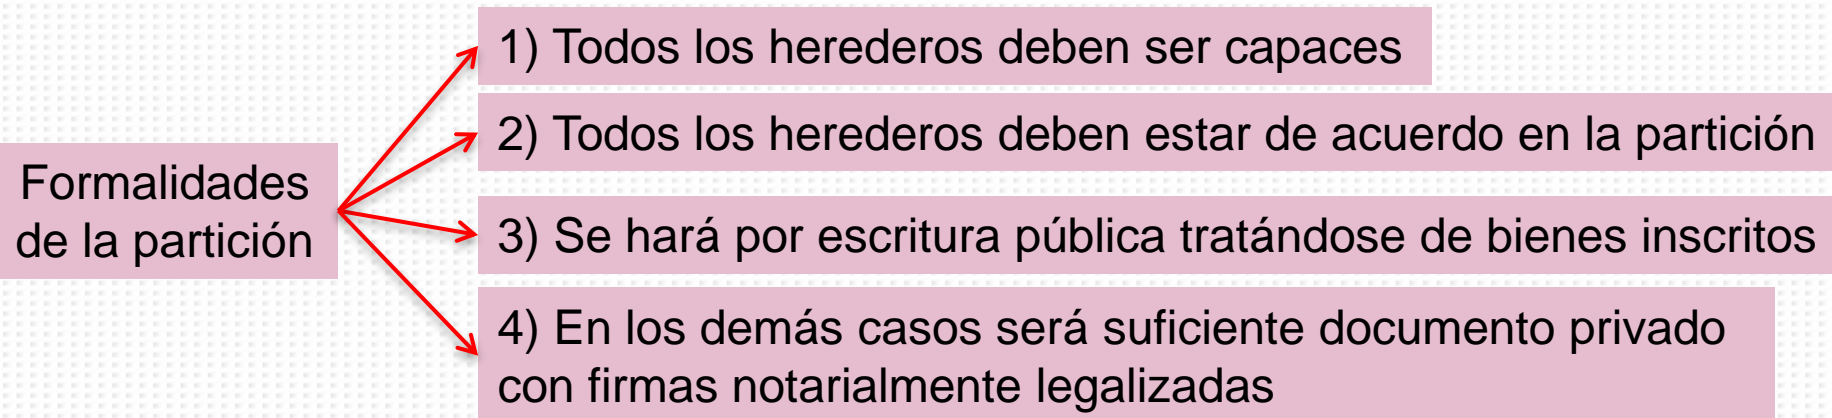 Formalidades
de la partición
1) Todos los herederos deben ser capaces
2) Todos los herederos deben estar de acuerdo en la partición
3) Se hará por escritura pública tratándose de bienes inscritos
4) En los demás casos será suficiente documento privado
con firmas notarialmente legalizadas